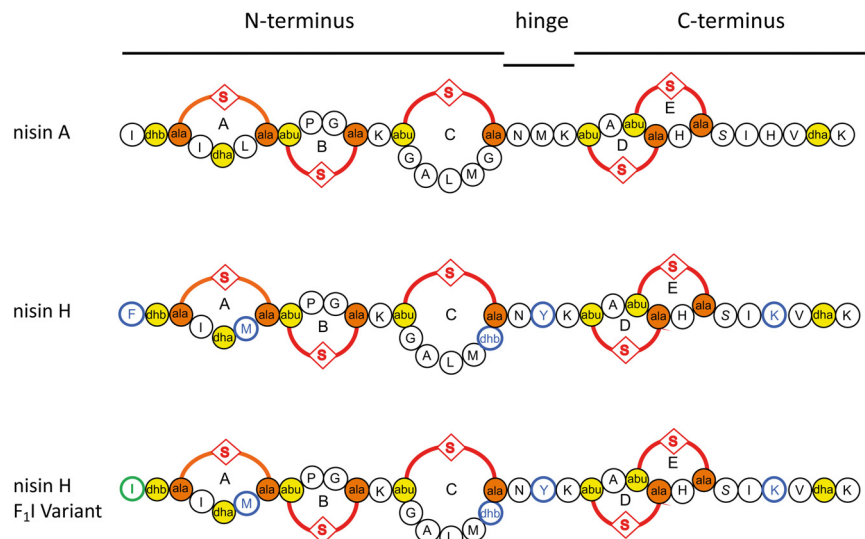 N-terminus hinge C-terminus
S S S
A B C D E
nisin A I dhb ala I dha L ala abu P G ala K abu G A L M G ala N M K abu A abu ala H ala S I H V dha K
S S
S S S
A B C D E
nisin H F dhb ala I dha M ala abu P G ala K abu G A L M dhb ala N Y K abu A abu ala H ala S I K V dha K
S S
S S S
A B C D E
nisin H I dhb ala I dha M ala abu P G ala K abu G A L M dhb ala N Y K abu A abu ala H ala S I K V dha K
F₁I Variant
S S